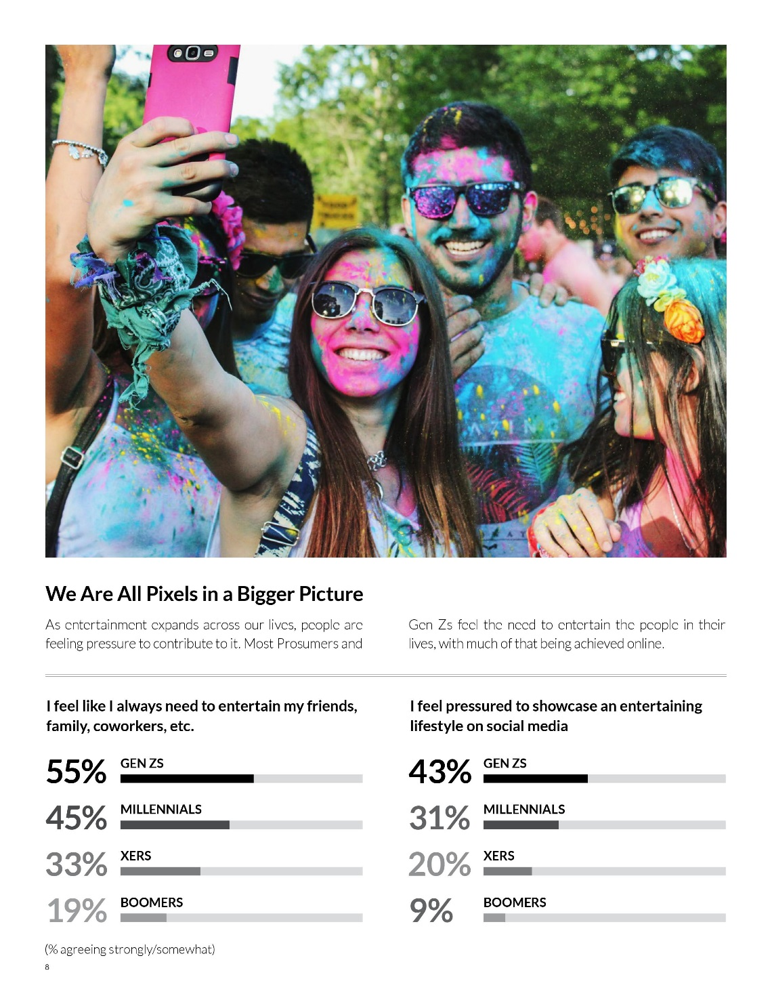 We Are All Pixels in a Bigger Picture
As entertainment expands across our lives, people are
feeling pressure to contribute to it. Most Prosumers and
Gen Zs feel the need to entertain the people in their
lives, with much of that being achieved online.
I feel like I always need to entertain my friends,
family, coworkers, etc.
55% GEN ZS
45% MILLENNIALS
33% XERS
19% BOOMERS
(% agreeing strongly/somewhat)
I feel pressured to showcase an entertaining
lifestyle on social media
43% GEN ZS
31% MILLENNIALS
20% XERS
9% BOOMERS
8